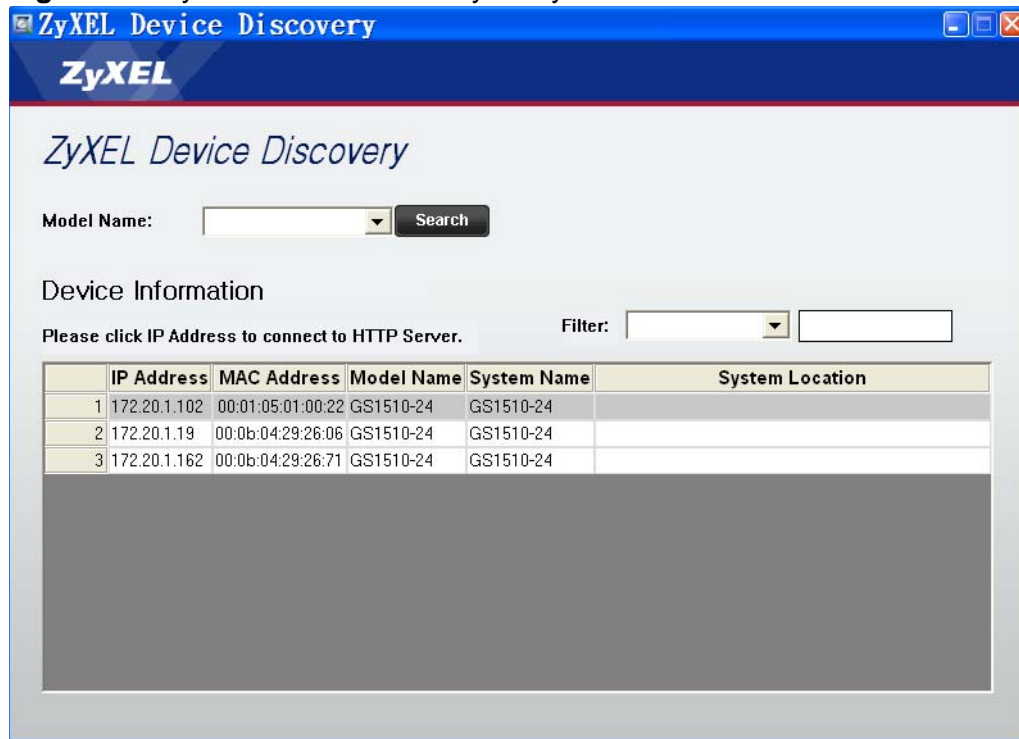 ZyXEL Device Discovery
ZyXEL
ZyXEL Device Discovery
Model Name: Search
Device Information
Please click IP Address to connect to HTTP Server. Filter:
IP Address MAC Address Model Name System Name System Location
1 172.20.1.102 00:01:05:01:00:22 GS1510-24 GS1510-24
2 172.20.1.19 00:0b:04:29:26:06 GS1510-24 GS1510-24
3 172.20.1.162 00:0b:04:29:26:71 GS1510-24 GS1510-24